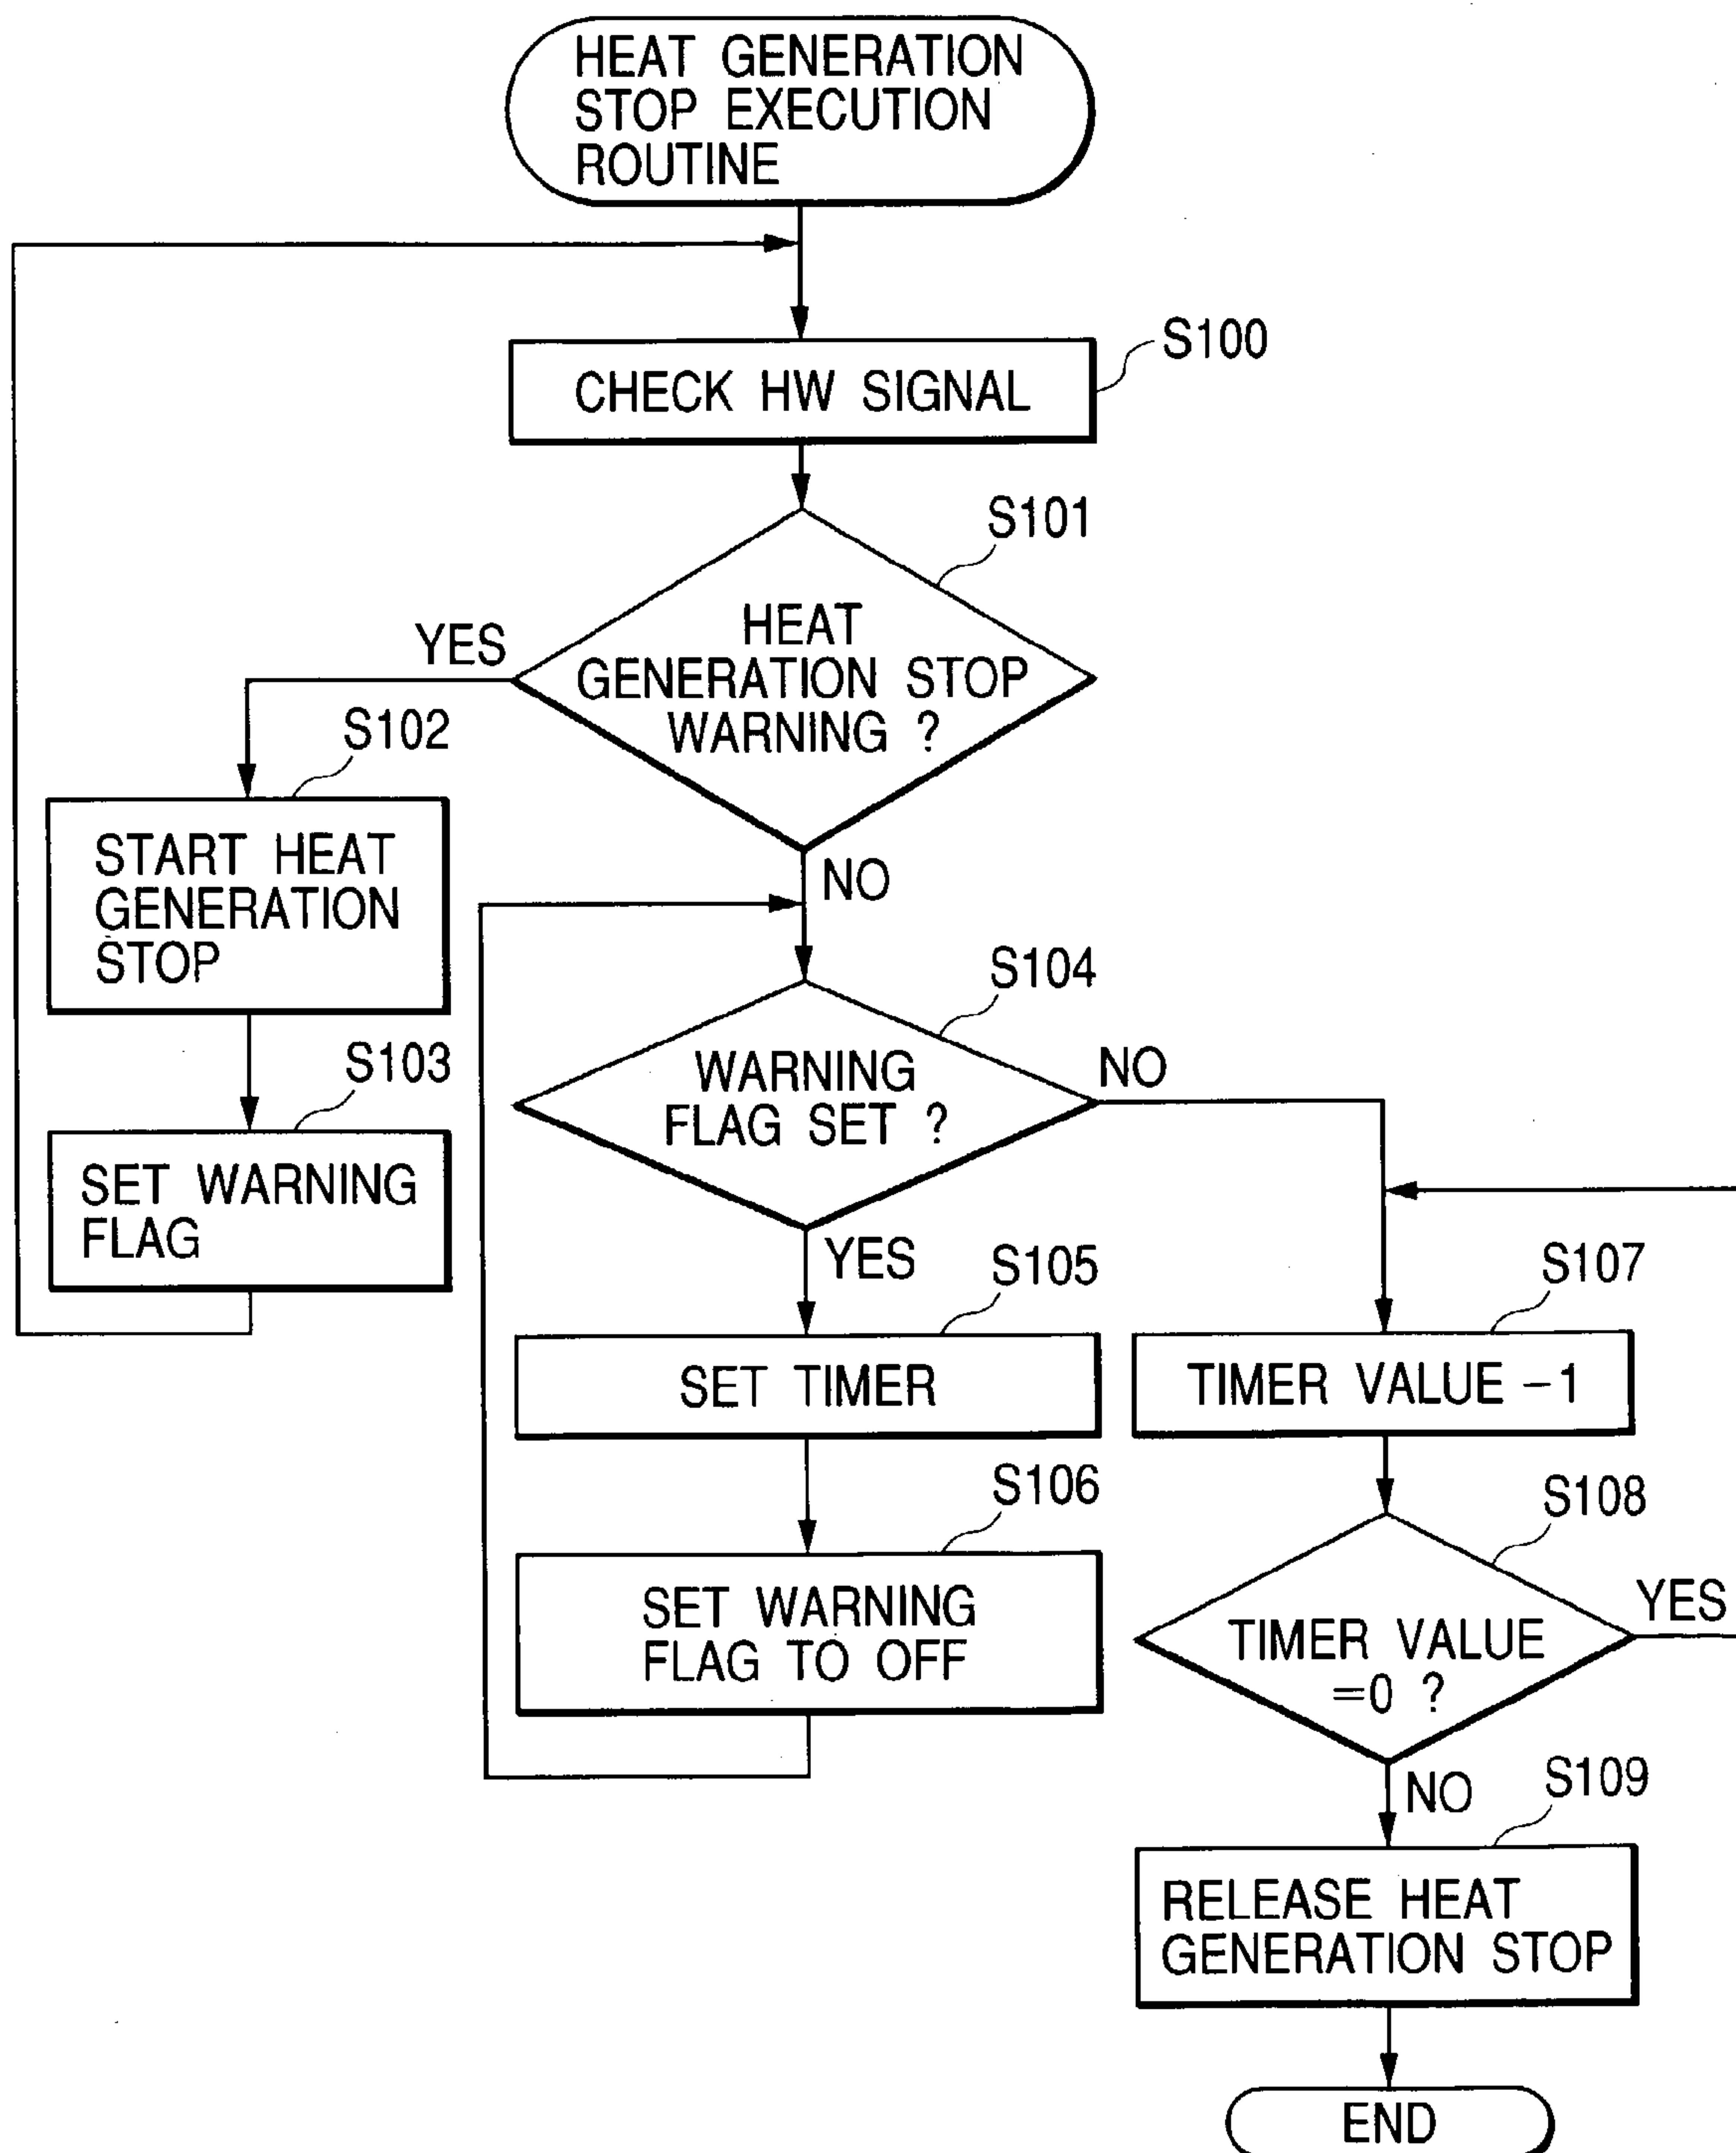 HEAT GENERATION
STOP EXECUTION
ROUTINE
S100
CHECK HW SIGNAL
S101
HEAT
GENERATION STOP
WARNING ?
YES
NO
S102
START HEAT
GENERATION
STOP
S103
SET WARNING
FLAG
S104
WARNING
FLAG SET ?
NO
YES
S105
SET TIMER
S106
SET WARNING
FLAG TO OFF
S107
TIMER VALUE −1
S108
TIMER VALUE
=0 ?
YES
NO
S109
RELEASE HEAT
GENERATION STOP
END